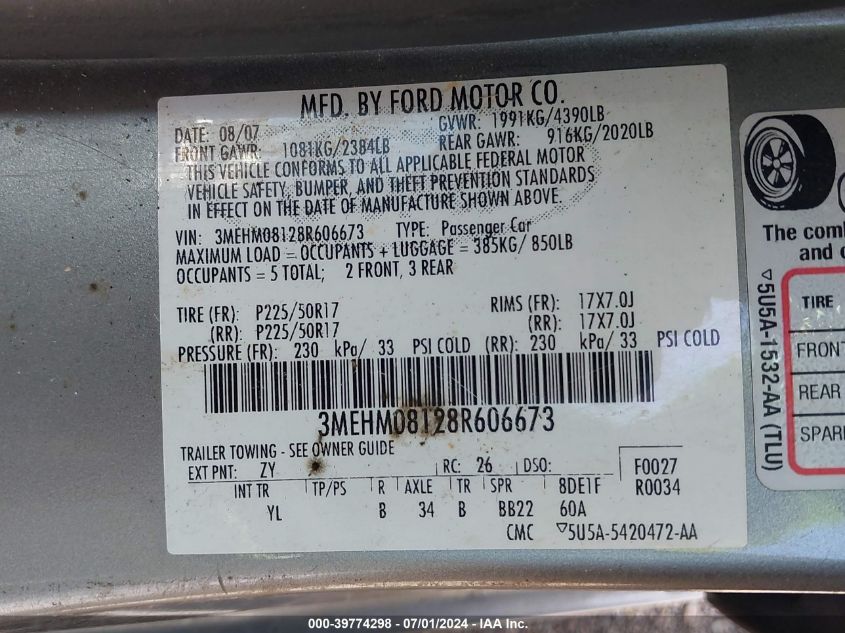 MFD. BY FORD MOTOR CO.
DATE: 08/07 GVWR: 1991KG/4390LB
FRONT GAWR: 1081KG/2384LB REAR GAWR: 916KG/2020LB
THIS VEHICLE CONFORMS TO ALL APPLICABLE FEDERAL MOTOR
VEHICLE SAFETY, BUMPER, AND THEFT PREVENTION STANDARDS
IN EFFECT ON THE DATE OF MANUFACTURE SHOWN ABOVE.
VIN: 3MEHM08128R606673 TYPE: Passenger Car
MAXIMUM LOAD = OCCUPANTS + LUGGAGE = 385KG/ 850LB
OCCUPANTS = 5 TOTAL; 2 FRONT, 3 REAR
TIRE (FR): P225/50R17 RIMS (FR): 17X7.0J
(RR): P225/50R17 (RR): 17X7.0J
PRESSURE (FR): 230 kPa/ 33 PSI COLD (RR): 230 kPa/ 33 PSI COLD
3MEHM08128R606673
TRAILER TOWING - SEE OWNER GUIDE
EXT PNT: ZY RC: 26 DSO: F0027
INT TR TP/PS R AXLE TR SPR 8DE1F R0034
YL B 34 B BB22 60A
CMC ▽5U5A-5420472-AA
The comb
and
▽5U5A-1532-AA (TLU)
TIRE
FRONT
REAR
SPAR
000-39774298 - 07/01/2024 - IAA Inc.